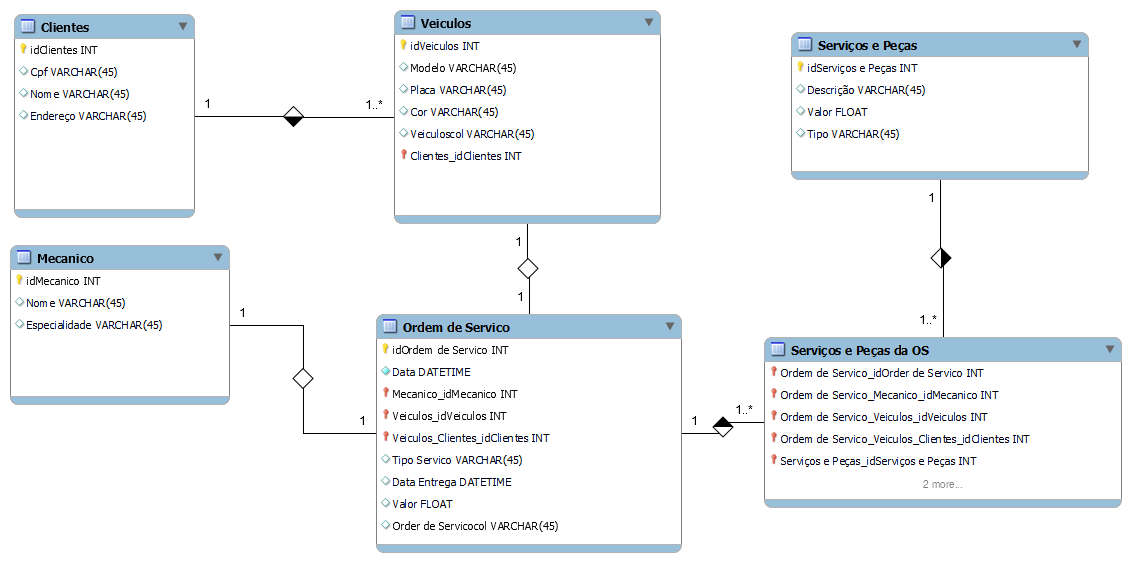 Clientes
idClientes INT
Cpf VARCHAR(45)
Nome VARCHAR(45)
Endereço VARCHAR(45)
1
1..*
Veiculos
idVeiculos INT
Modelo VARCHAR(45)
Placa VARCHAR(45)
Cor VARCHAR(45)
Veiculoscol VARCHAR(45)
Clientes_idClientes INT
Serviços e Peças
idServiços e Peças INT
Descrição VARCHAR(45)
Valor FLOAT
Tipo VARCHAR(45)
1
1..*
1
1
Mecanico
idMecanico INT
Nome VARCHAR(45)
Especialidade VARCHAR(45)
1
1
Ordem de Servico
idOrdem de Servico INT
Data DATETIME
Mecanico_idMecanico INT
Veiculos_idVeiculos INT
Veiculos_Clientes_idClientes INT
Tipo Servico VARCHAR(45)
Data Entrega DATETIME
Valor FLOAT
Order de Servicocol VARCHAR(45)
1
1..*
Serviços e Peças da OS
Ordem de Servico_idOrder de Servico INT
Ordem de Servico_Mecanico_idMecanico INT
Ordem de Servico_Veiculos_idVeiculos INT
Ordem de Servico_Veiculos_Clientes_idClientes INT
Serviços e Peças_idServiços e Peças INT
2 more...